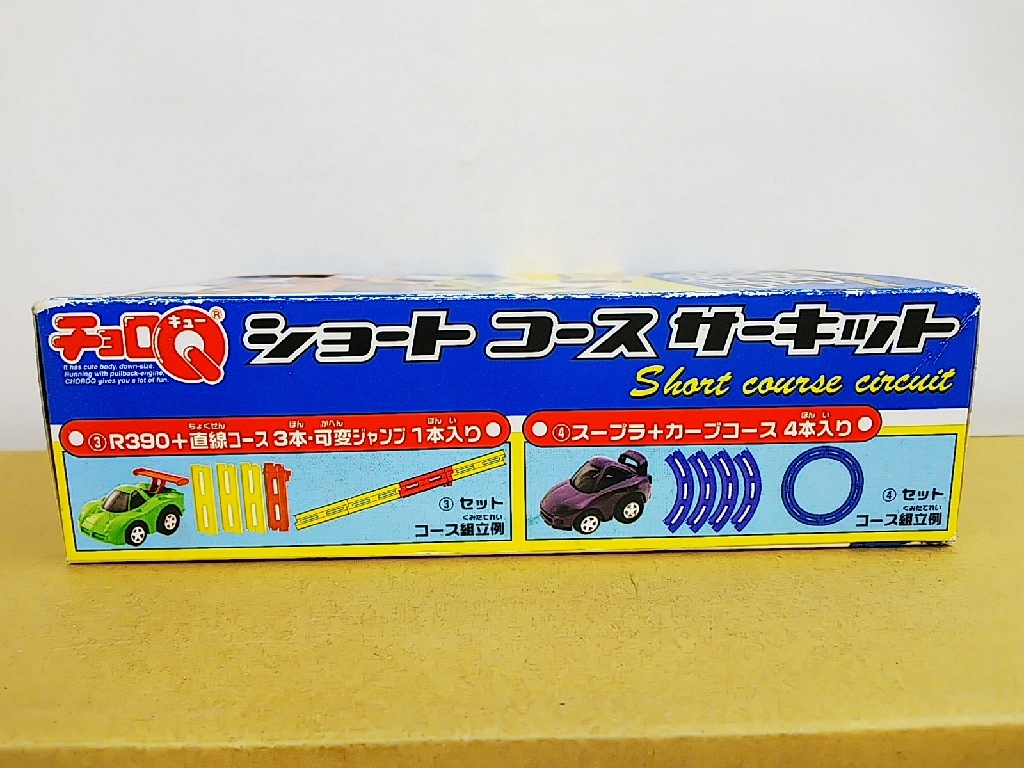 チョロQ®
キュー
It has cute body, down-size.
Running with pullback-engine.
CHOROQ gives you a lot of fun.
ショートコースサーキット
Short course circuit
ちょくせん ほん かへん ほん い
③R390+直線コース 3本・可変ジャンプ 1本入り
③ セット
くみたてれい
コース組立例
ほん い
④スープラ+カーブコース 4本入り
④ セット
くみたてれい
コース組立例